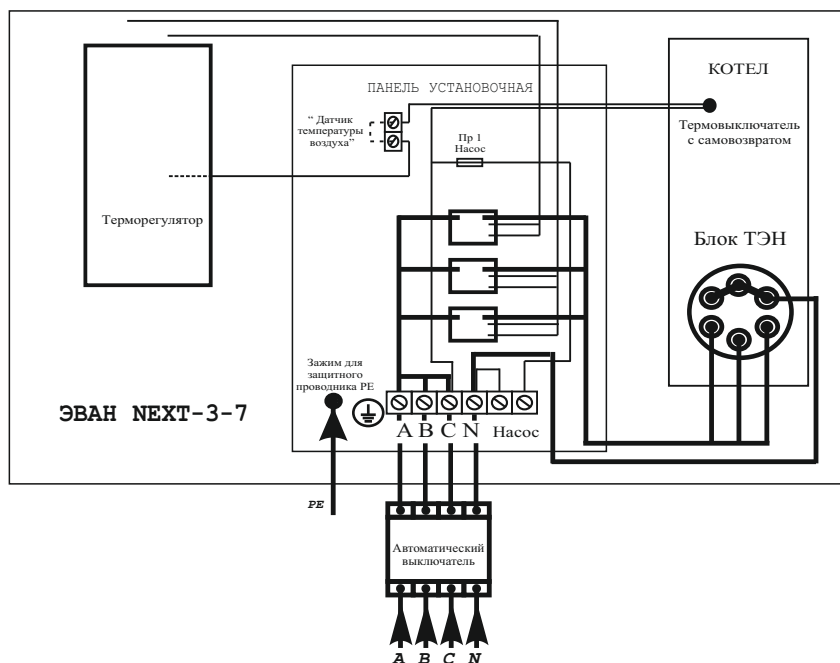 КОТЕЛ
ПАНЕЛЬ УСТАНОВОЧНАЯ
“ Датчик
температуры
воздуха”
Пр 1
Насос
Термовыключатель
с самовозвратом
Терморегулятор
Блок ТЭН
Зажим для
защитного
проводника РЕ
ЭВАН NEXT-3-7
A B C N Насос
PE
Автоматический
выключатель
A B C N